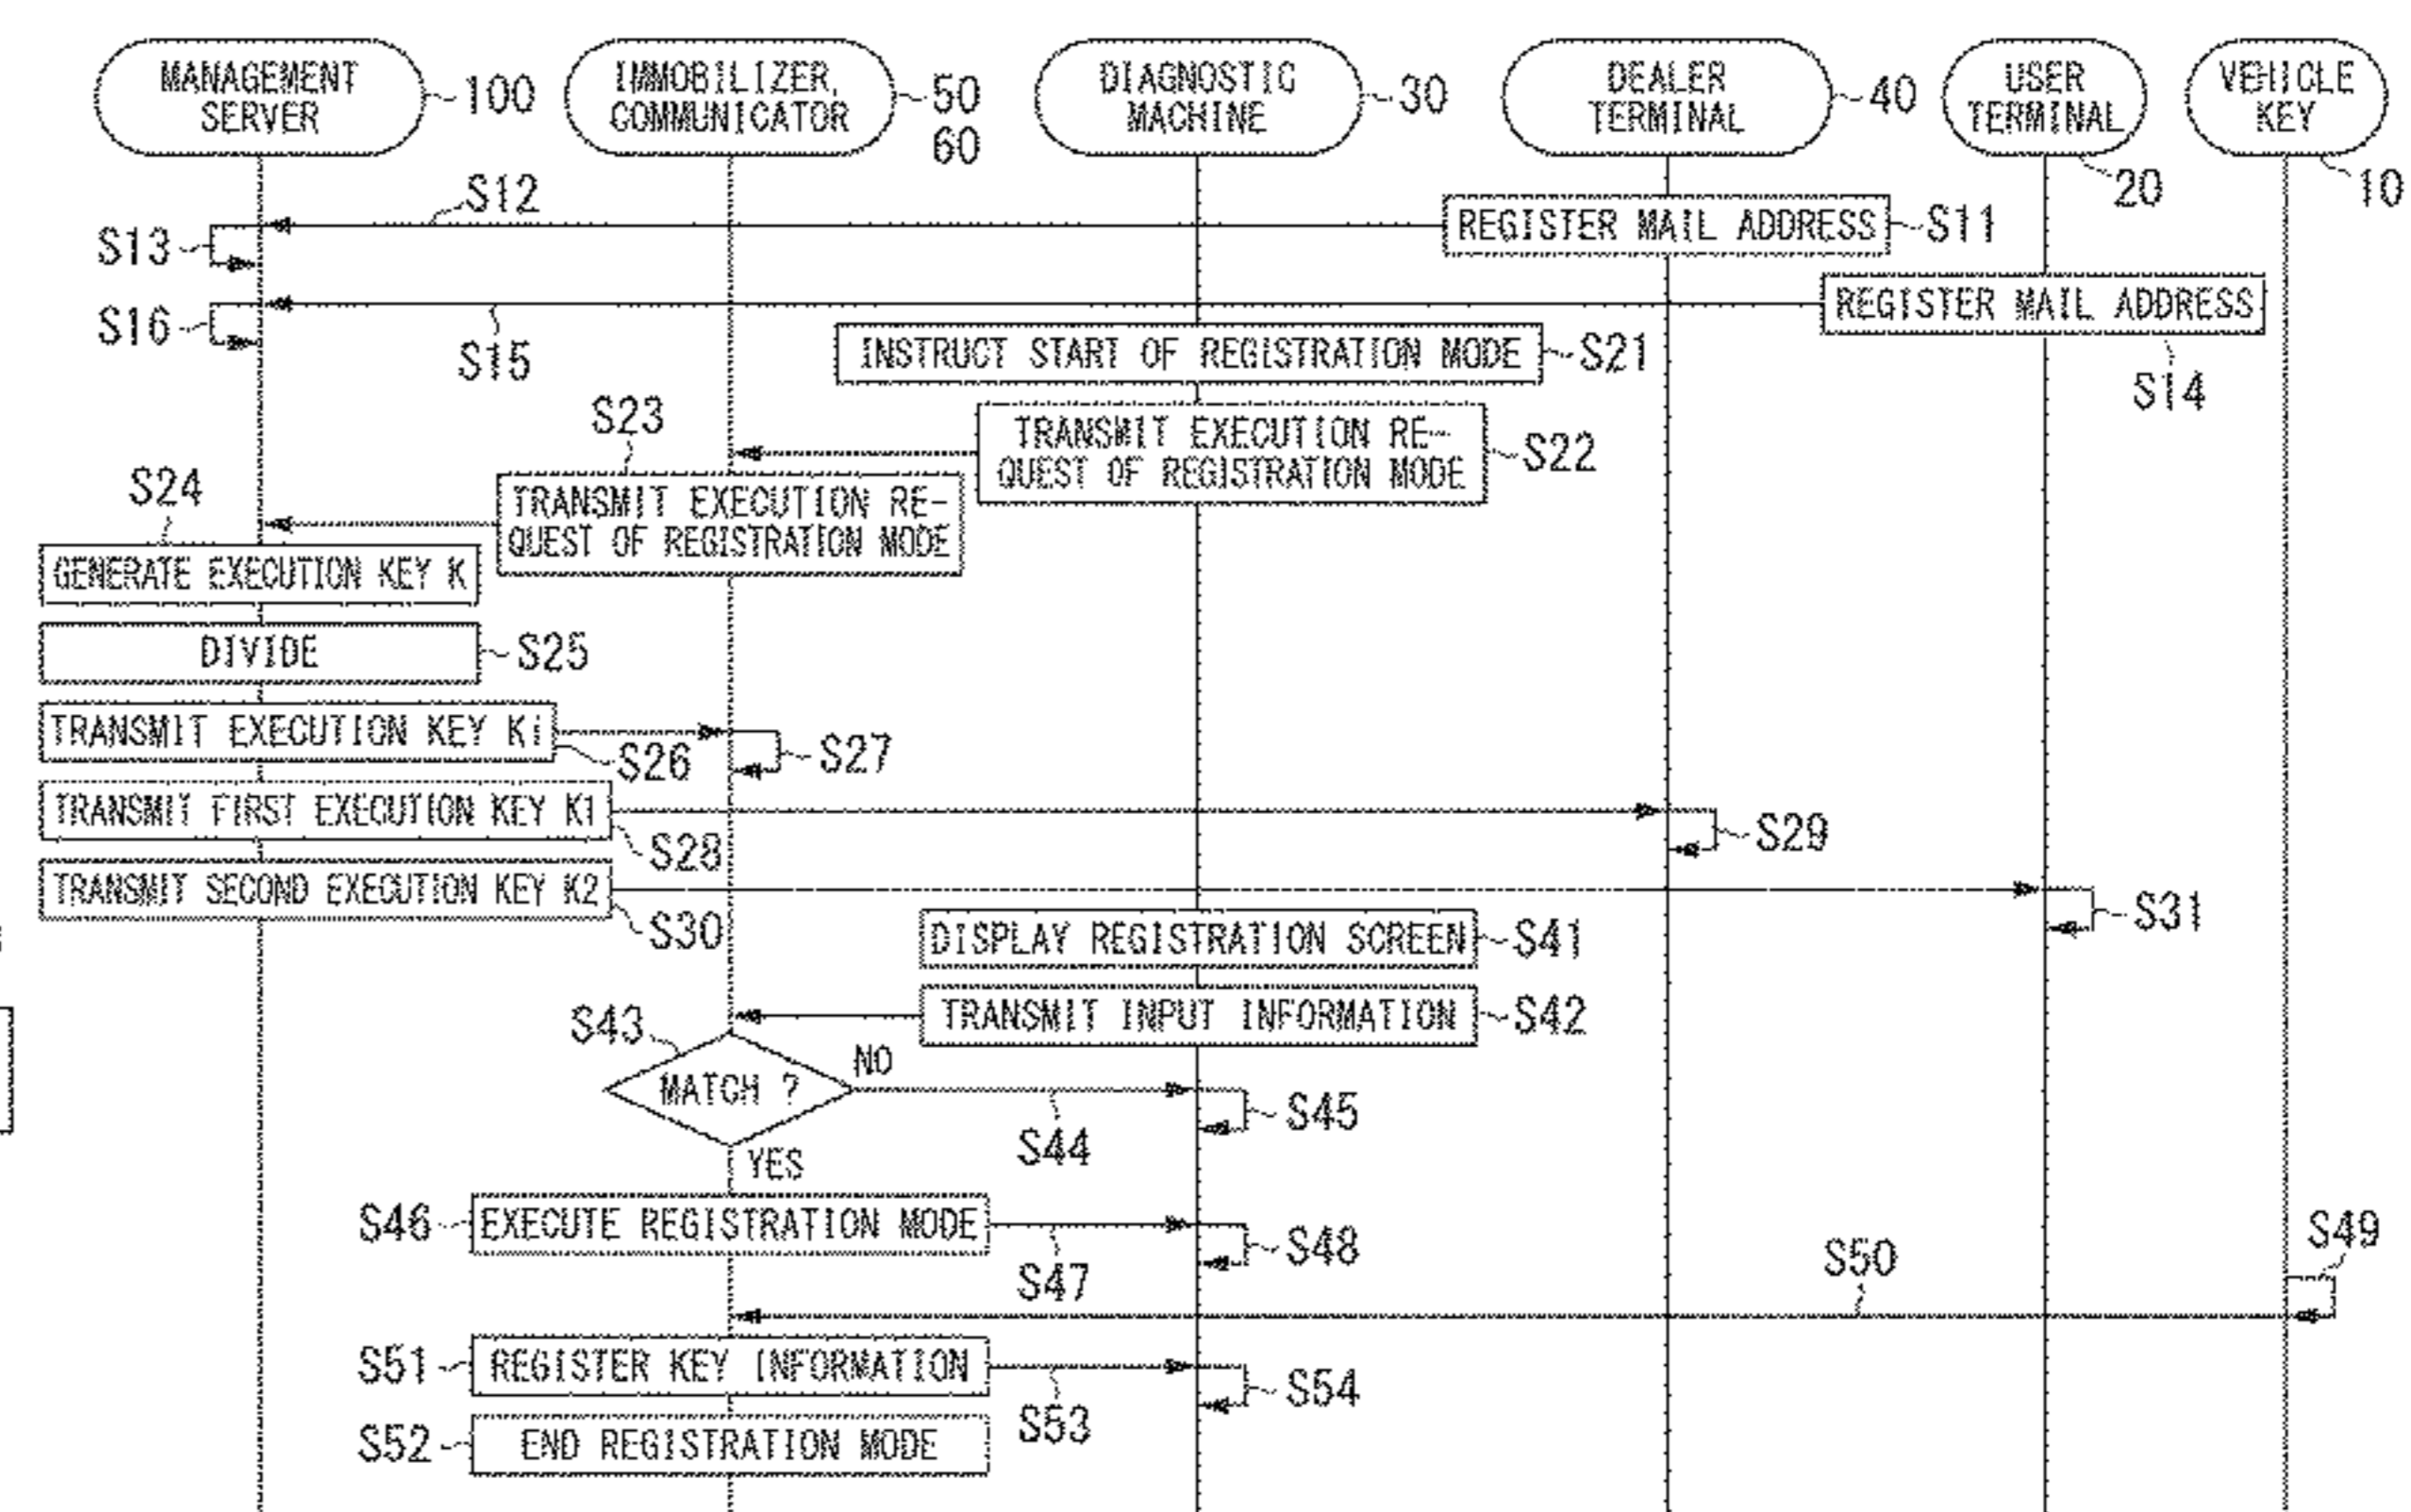 MANAGEMENT
SERVER
100
IMMOBILIZER,
COMMUNICATOR
50
60
DIAGNOSTIC
MACHINE
30
DEALER
TERMINAL
40
USER
TERMINAL
20
VEHICLE
KEY
10
S12
REGISTER MAIL ADDRESS
S11
S13
REGISTER MAIL ADDRESS
S16
S15
S14
INSTRUCT START OF REGISTRATION MODE
S21
S23
TRANSMIT EXECUTION RE-
QUEST OF REGISTRATION MODE
S22
S24
TRANSMIT EXECUTION RE-
QUEST OF REGISTRATION MODE
GENERATE EXECUTION KEY K
DIVIDE
S25
TRANSMIT EXECUTION KEY Ki
S26
S27
TRANSMIT FIRST EXECUTION KEY K1
S28
S29
TRANSMIT SECOND EXECUTION KEY K2
S30
S31
DISPLAY REGISTRATION SCREEN
S41
TRANSMIT INPUT INFORMATION
S42
S43
MATCH ?
NO
S44
S45
YES
S46
EXECUTE REGISTRATION MODE
S47
S48
S49
S50
S51
REGISTER KEY INFORMATION
S53
S54
S52
END REGISTRATION MODE